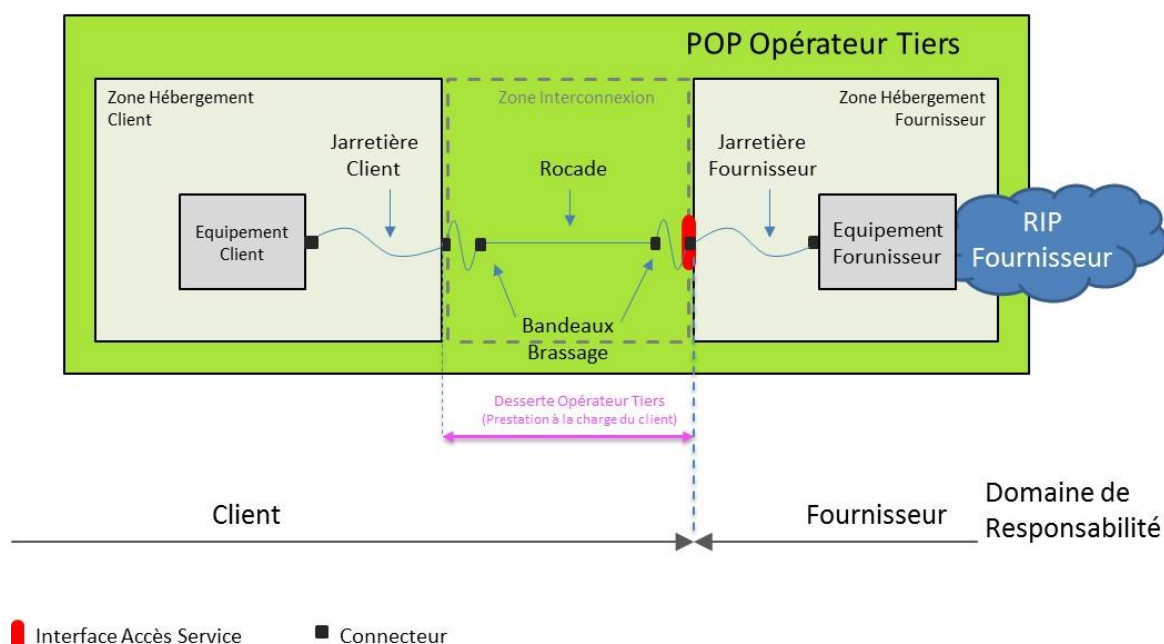 POP Opérateur Tiers
Zone Hébergement
Client
Zone Interconnexion
Zone Hébergement
Fournisseur
Jarretière
Client
Rocade
Jarretière
Fournisseur
Equipement
Client
Equipement
Forunisseur
RIP
Fournisseur
Bandeaux
Brassage
Desserte Opérateur Tiers
(Prestation à la charge du client)
Client
Fournisseur
Domaine de
Responsabilité
Interface Accès Service
Connecteur